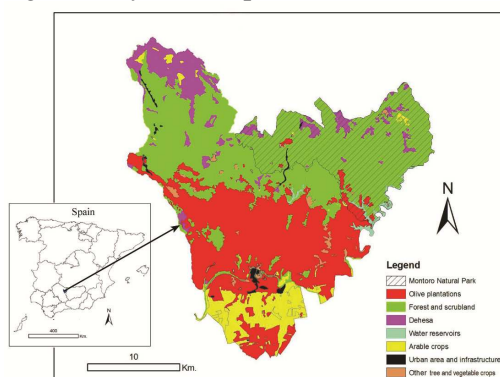 Spain
400
Km.
N
10
Km.
N
Legend
Montoro Natural Park
Olive plantations
Forest and scrubland
Dehesa
Water reservoirs
Arable crops
Urban area and infrastructure
Other tree and vegetable crops